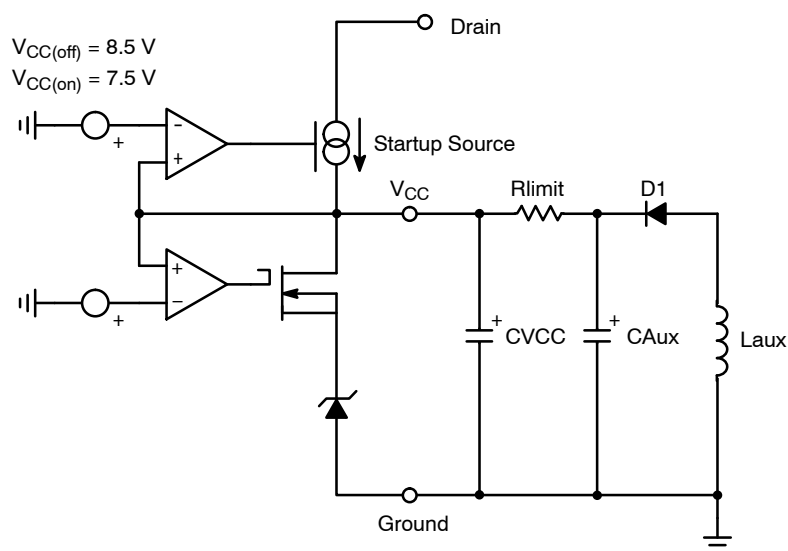 Drain
VCC(off) = 8.5 V
VCC(on) = 7.5 V
−
+
+
Startup Source
VCC
Rlimit
D1
+
−
+
+
CVCC
+
CAux
Laux
Ground